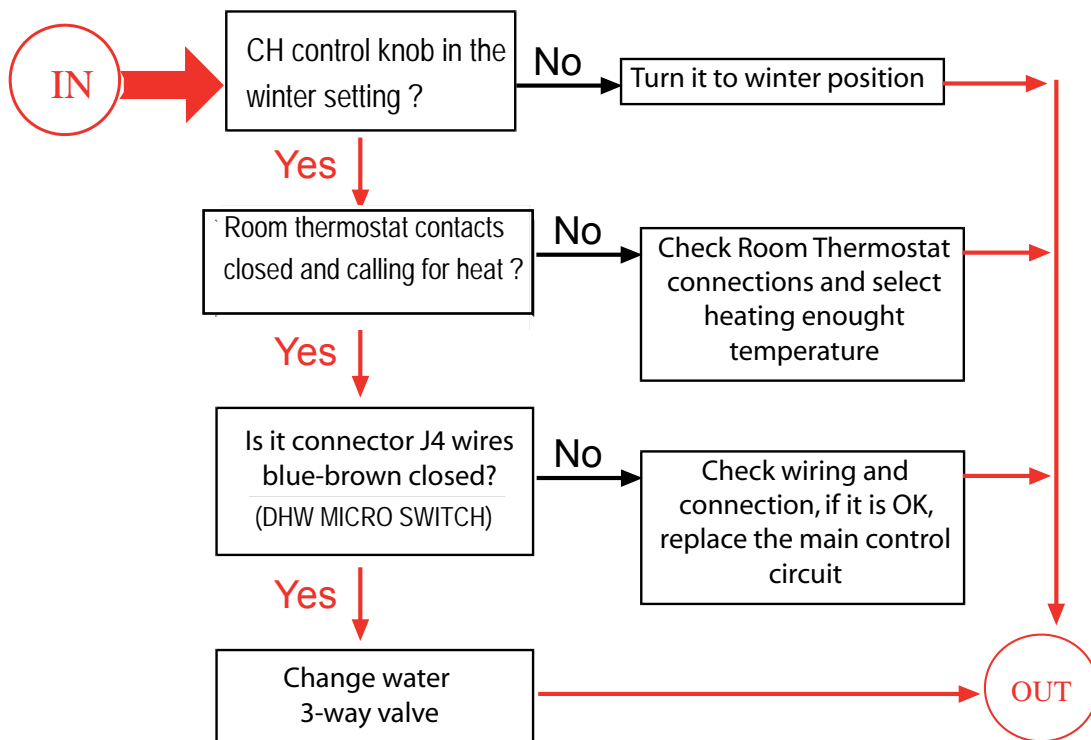 IN
CH control knob in the
winter setting ?
No
Turn it to winter position
Yes
Room thermostat contacts
closed and calling for heat ?
No
Check Room Thermostat
connections and select
heating enought
temperature
Yes
Is it connector J4 wires
blue-brown closed?
(DHW MICRO SWITCH)
No
Check wiring and
connection, if it is OK,
replace the main control
circuit
Yes
Change water
3-way valve
OUT